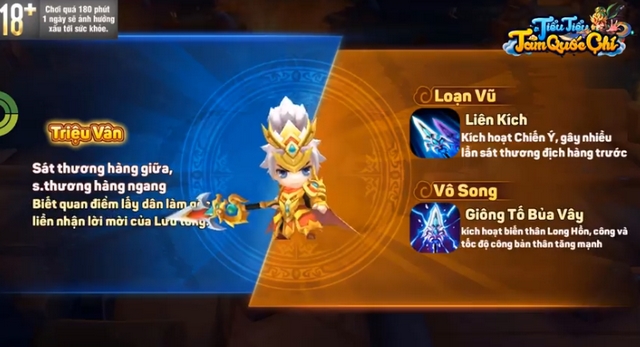 18+
Chơi quá 180 phút
1 ngày sẽ ảnh hưởng
xấu tới sức khỏe.
Tiểu Tiểu
Tam Quốc Chí
Triệu Vân
Sát thương hàng giữa,
s.thương hàng ngang
Biết quan điểm lấy dân làm
liền nhận lời mời của Lưu
Loạn Vũ
Liên Kích
Kích hoạt Chiến Ý, gây nhiều
lần sát thương địch hàng trước
Vô Song
Giông Tố Bủa Vây
kích hoạt biến thân Long Hồn, công và
tốc độ công bản thân tăng mạnh